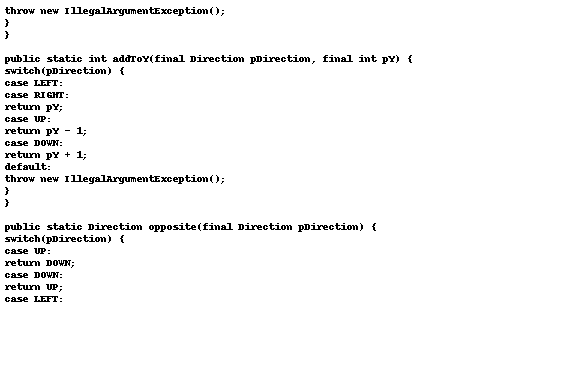 throw new IllegalArgumentException();
}
}
public static int addToY(final Direction pDirection, final int pY) {
switch(pDirection) {
case LEFT:
case RIGHT:
return pY;
case UP:
return pY - 1;
case DOWN:
return pY + 1;
default:
throw new IllegalArgumentException();
}
}
public static Direction opposite(final Direction pDirection) {
switch(pDirection) {
case UP:
return DOWN;
case DOWN:
return UP;
case LEFT: